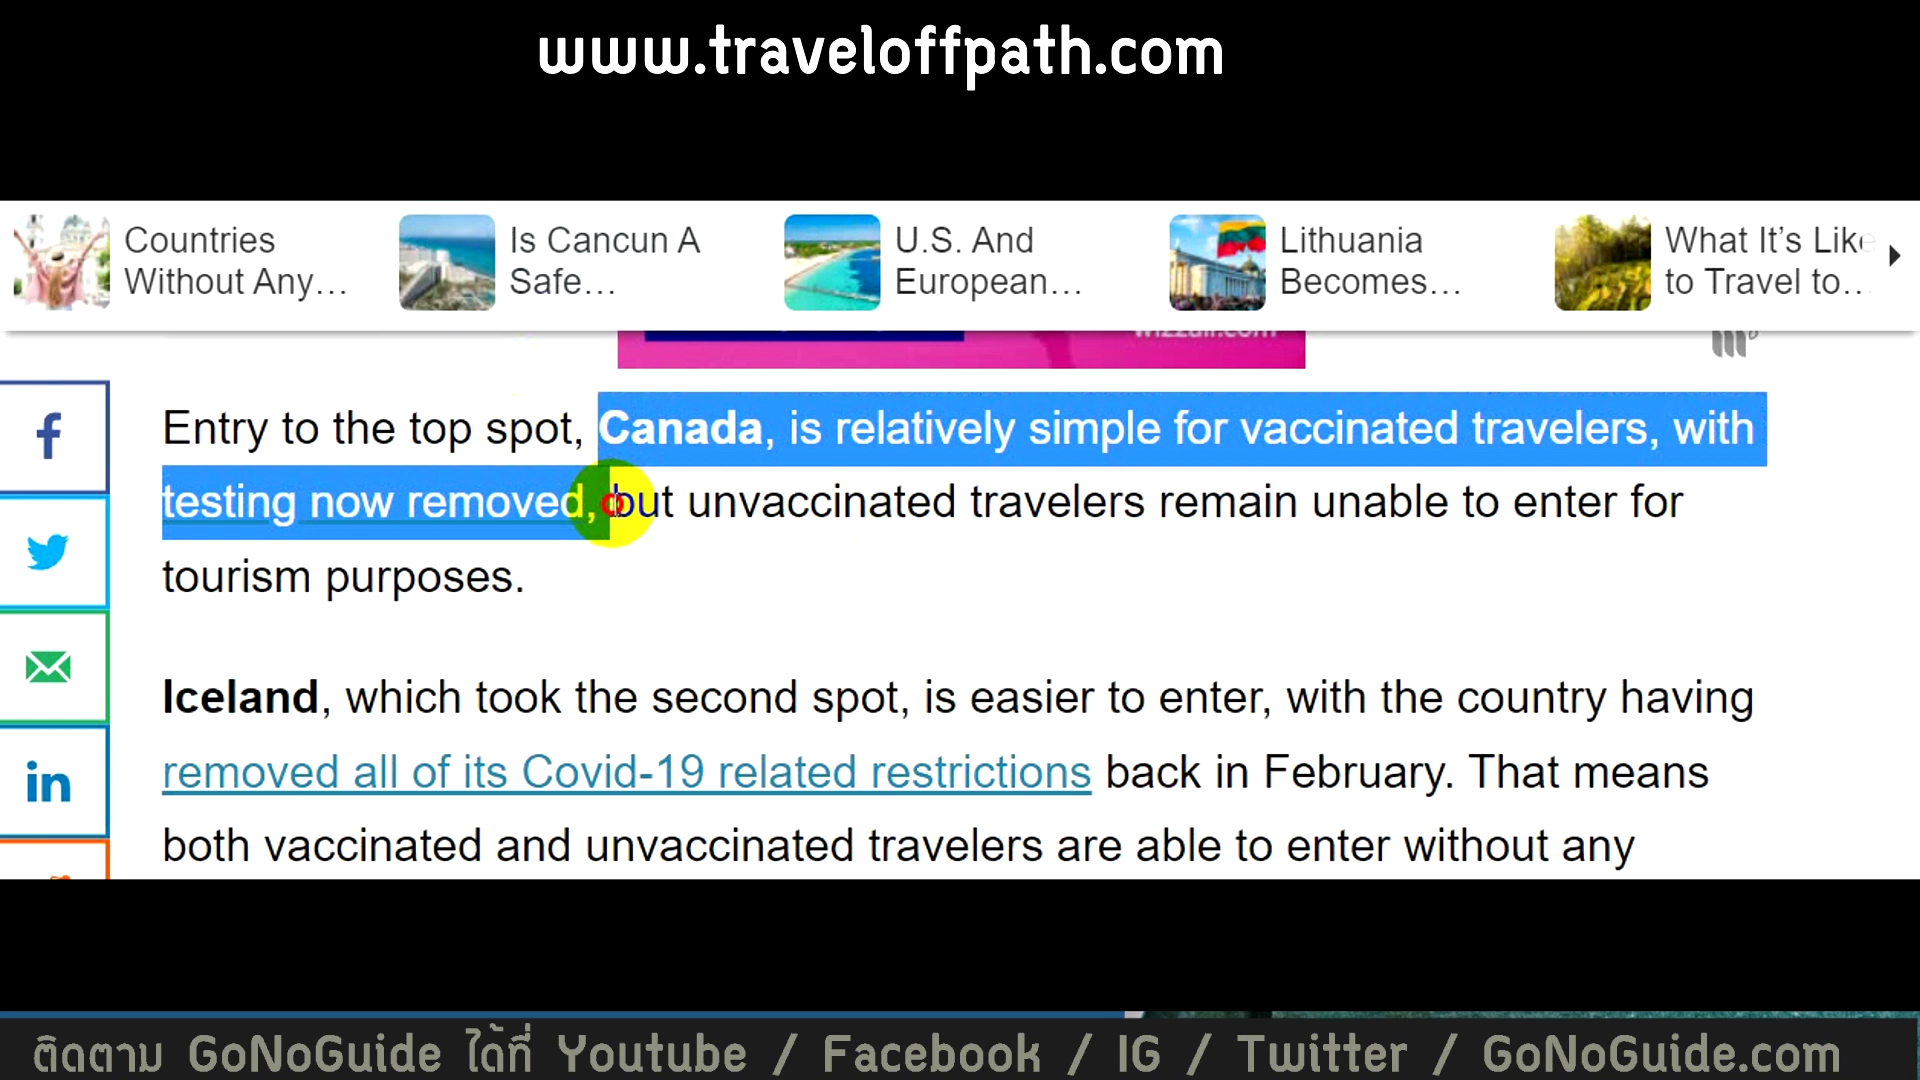 www.traveloffpath.com
Countries
Without Any...
Is Cancun A
Safe...
U.S. And
European...
Lithuania
Becomes...
What It's Like
to Travel to...
wizzair.com
Entry to the top spot, Canada, is relatively simple for vaccinated travelers, with
testing now removed, but unvaccinated travelers remain unable to enter for
tourism purposes.
Iceland, which took the second spot, is easier to enter, with the country having
removed all of its Covid-19 related restrictions back in February. That means
both vaccinated and unvaccinated travelers are able to enter without any
ติดตาม GoNoGuide ได้ที่ Youtube / Facebook / IG / Twitter / GoNoGuide.com